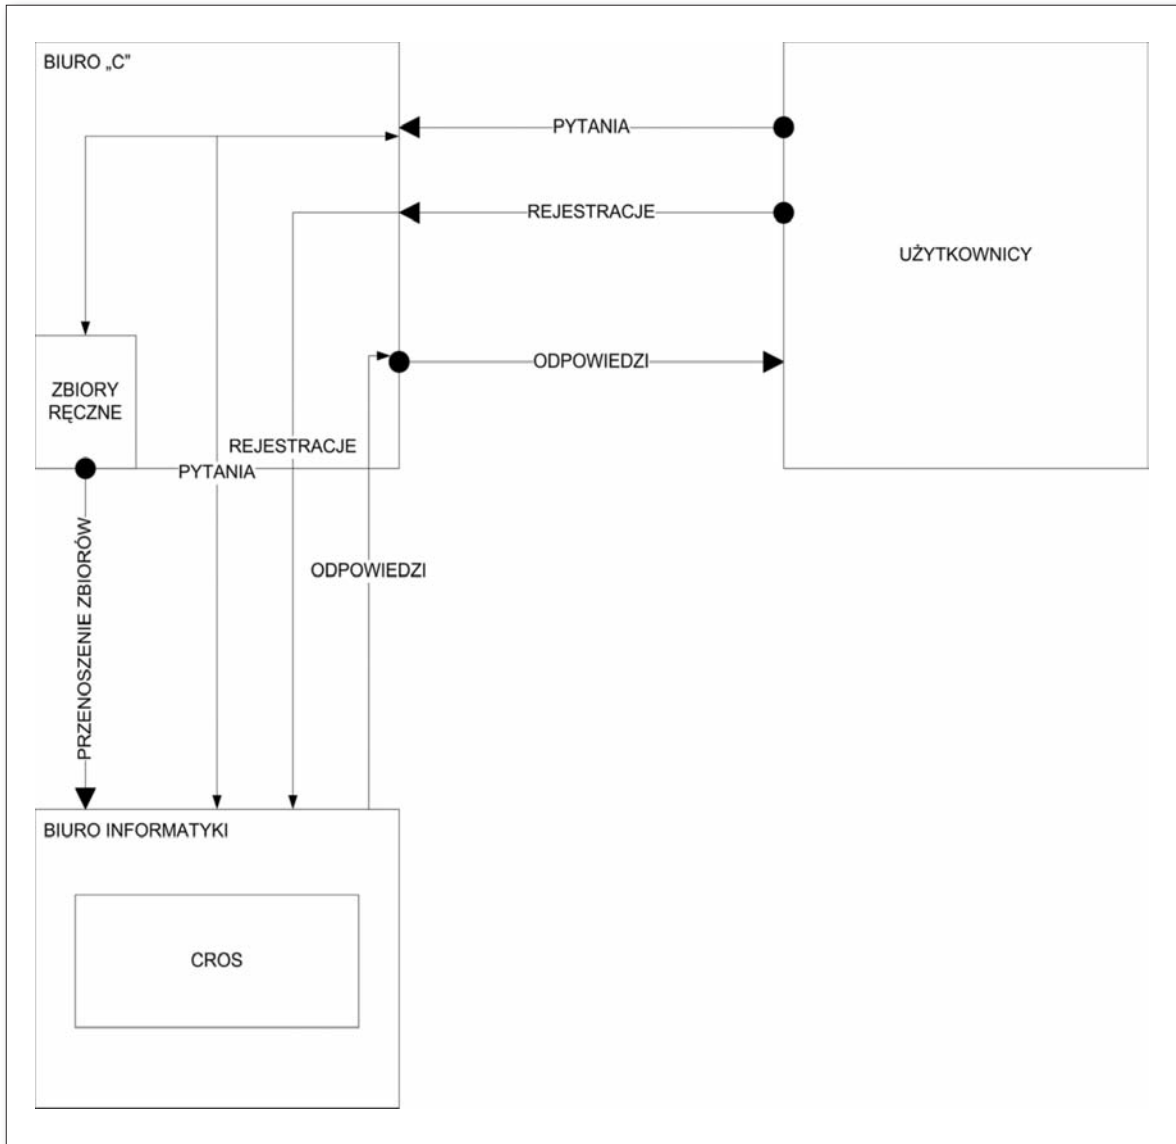 BIURO „C”
PYTANIA
REJESTRACJE
UŻYTKOWNICY
ODPOWIEDZI
ZBIORY
RĘCZNE
REJESTRACJE
PYTANIA
PRZENOSZENIE ZBIORÓW
ODPOWIEDZI
BIURO INFORMATYKI
CROS